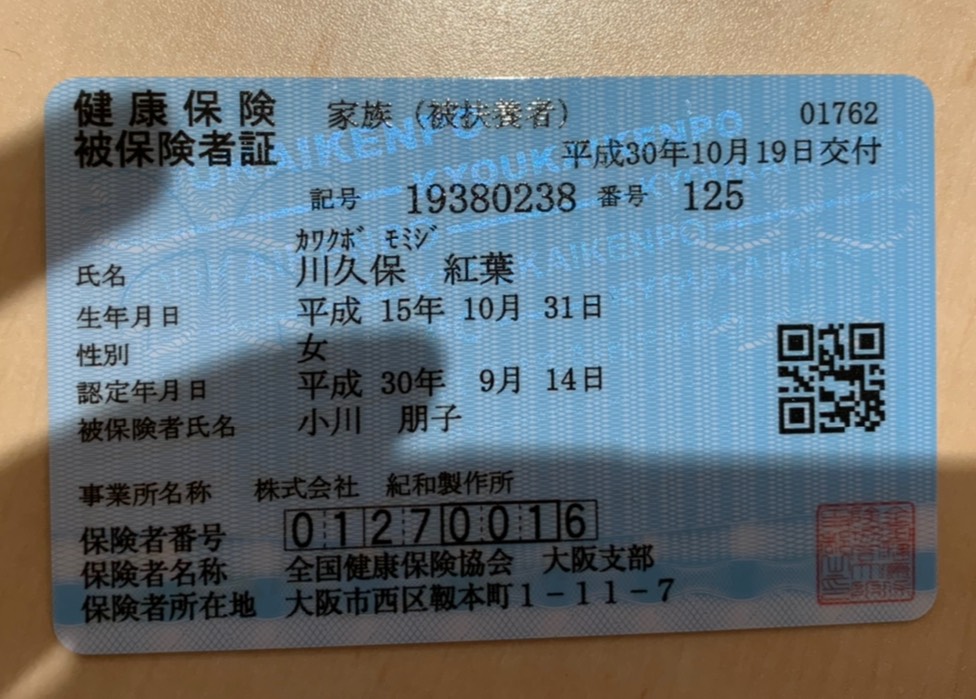 健康保険 家族（被扶養者） 01762
被保険者証 平成30年10月19日交付
記号 19380238 番号 125
ｶﾜｸﾎﾞ ﾓﾐｼﾞ
氏名 川久保 紅葉
生年月日 平成 15年 10月 31日
性別 女
認定年月日 平成 30年 9月 14日
被保険者氏名 小川 朋子
事業所名称 株式会社 紀和製作所
保険者番号 01270016
保険者名称 全国健康保険協会 大阪支部
保険者所在地 大阪市西区靱本町1－11－7